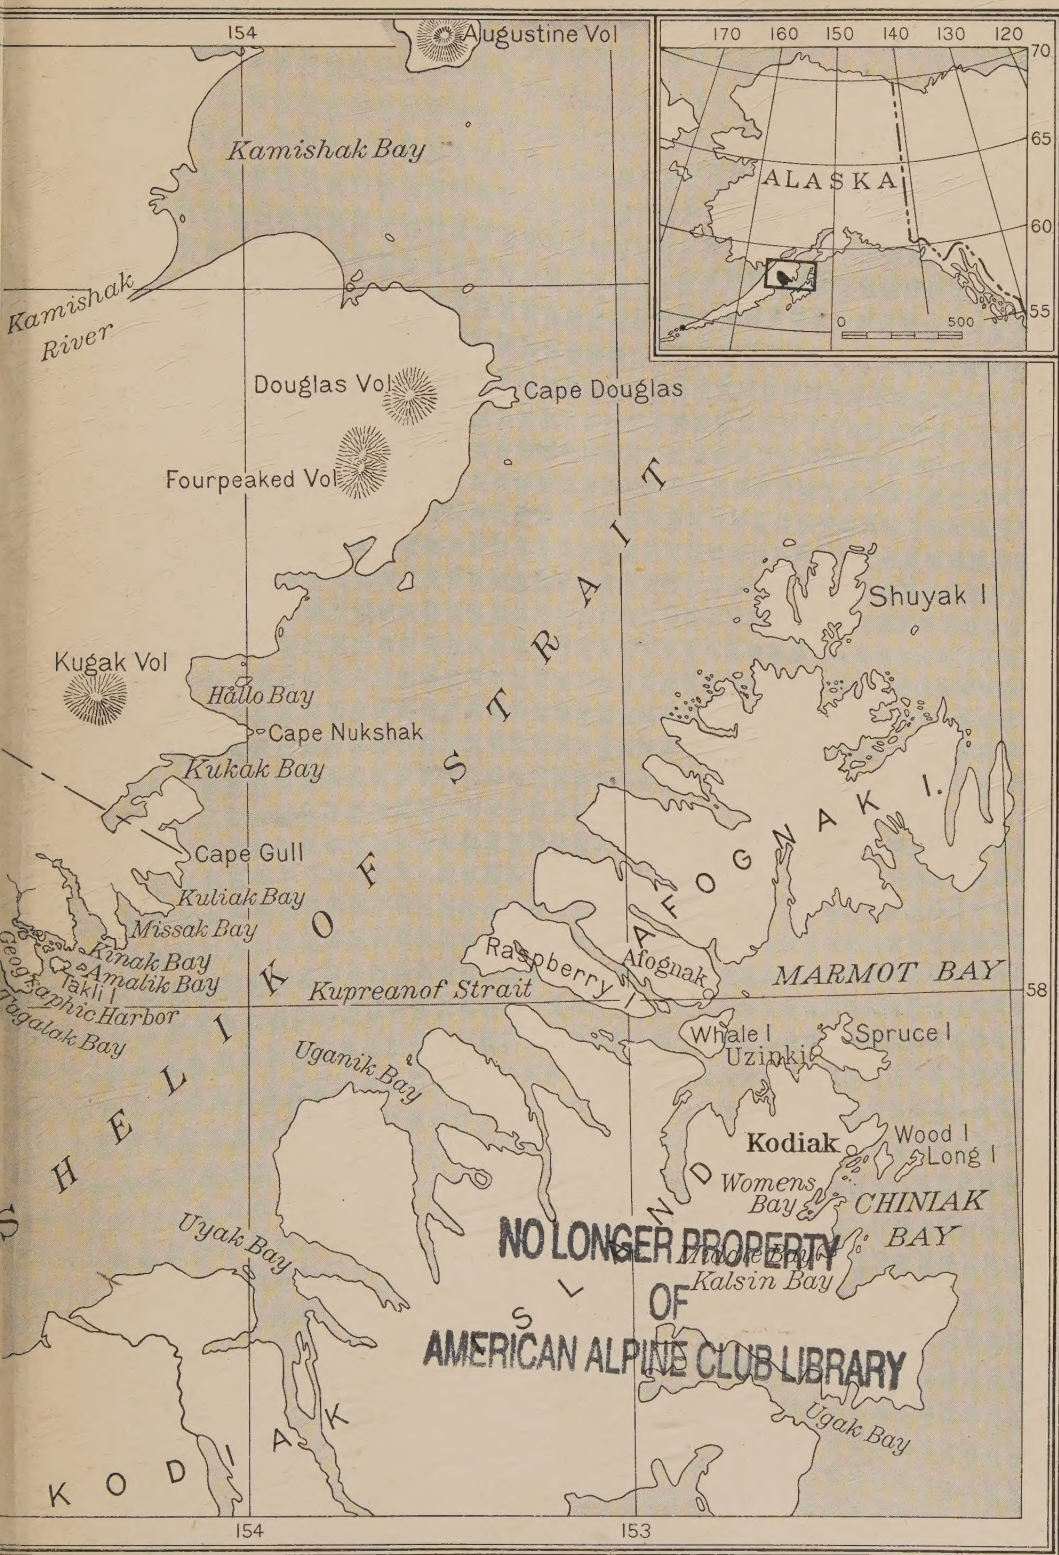 154
Augustine Vol
170 160 150 140 130 120
70
65
60
55
ALASKA
0 500
Kamishak Bay
Kamishak
River
Douglas Vol
Cape Douglas
Fourpeaked Vol
Shuyak I
Kugak Vol
Hallo Bay
Cape Nukshak
Kukak Bay
Cape Gull
Kuliak Bay
Missak Bay
Kinak Bay
Amalik Bay
Takli I
Geographic Harbor
Kupreanof Strait
SHELIKOF STRAIT
AFOGNAK I.
Raspberry I
Afognak
MARMOT BAY
58
Whale I
Spruce I
Uzinki
Uganik Bay
Kodiak
Wood I
Long I
Womens
Bay
CHINIAK
BAY
Uyak Bay
Middle Bay
Kalsin Bay
NO LONGER PROPERTY
OF
AMERICAN ALPINE CLUB LIBRARY
Ugak Bay
KODIAK ISLAND
154
153